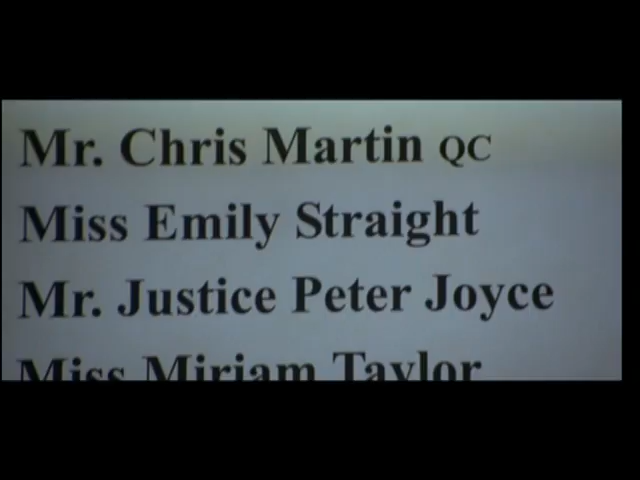 Mr. Chris Martin QC
Miss Emily Straight
Mr. Justice Peter Joyce
Miss Miriam Taylor